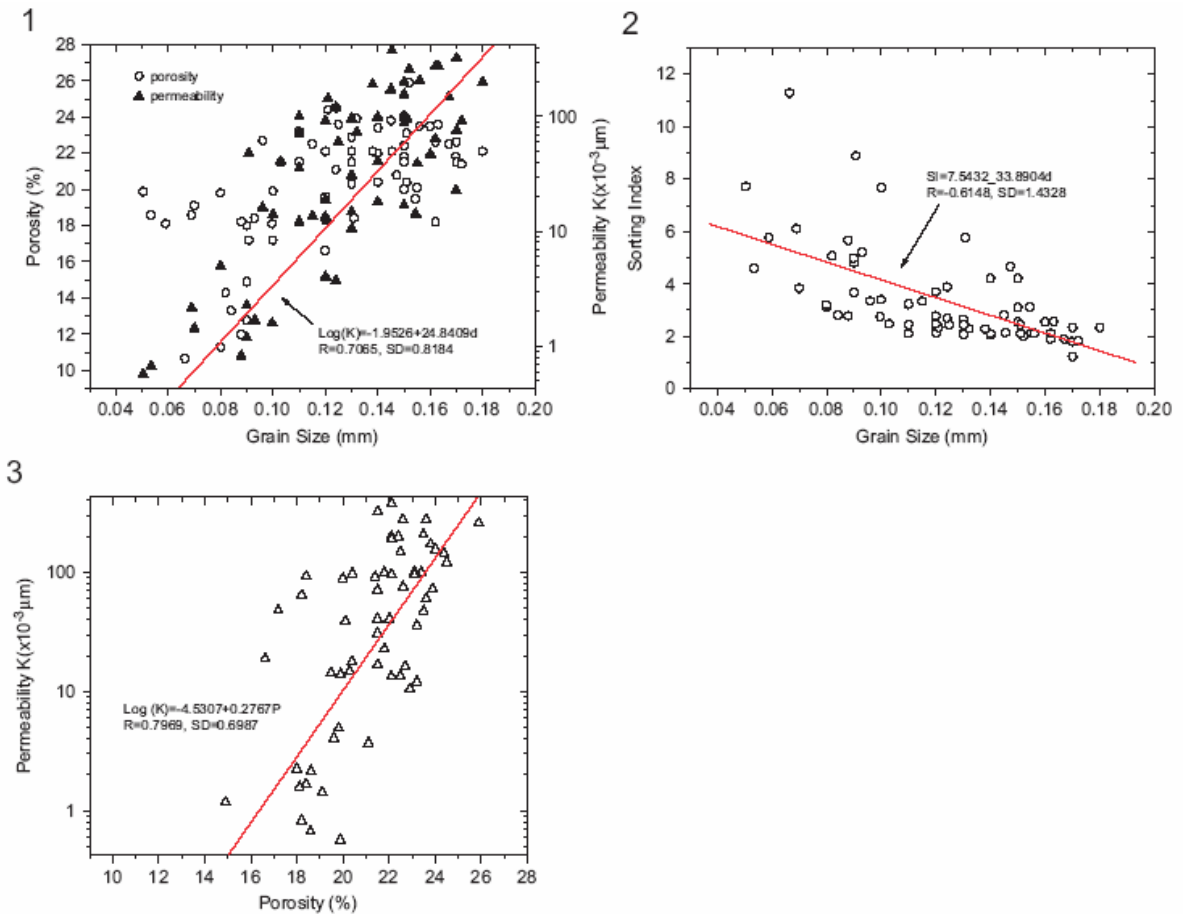 1
28
26
24
22
20
18
16
14
12
10
Porosity (%)
porosity
permeability
100
10
1
Permeability K(x10⁻³μm)
Log(K)=-1.9526+24.8409d
R=0.7065, SD=0.8184
0.04 0.06 0.08 0.10 0.12 0.14 0.16 0.18 0.20
Grain Size (mm)
2
12
10
8
6
4
2
0
Sorting Index
SI=7.5432_33.8904d
R=-0.6148, SD=1.4328
0.04 0.06 0.08 0.10 0.12 0.14 0.16 0.18 0.20
Grain Size (mm)
3
100
10
1
Permeability K(x10⁻³μm)
Log (K)=-4.5307+0.2767P
R=0.7969, SD=0.6987
10 12 14 16 18 20 22 24 26 28
Porosity (%)